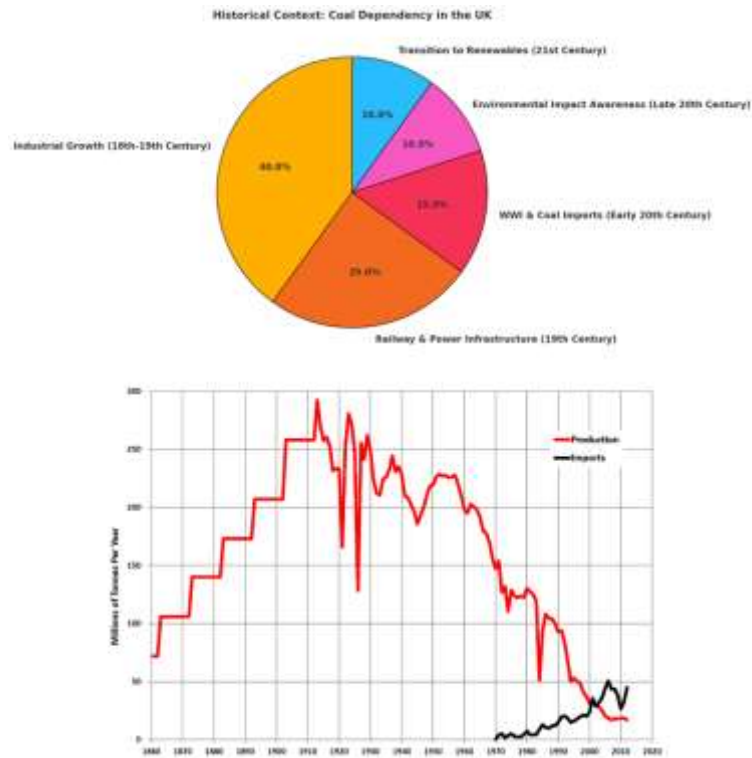 Historical Context: Coal Dependency in the UK
Transition to Renewables (21st Century)
Environmental Impact Awareness (Late 20th Century)
Industrial Growth (16th-19th Century)
WWI & Coal Imports (Early 20th Century)
Railway & Power Infrastructure (19th Century)
10.0%
10.0%
40.0%
15.0%
25.0%
300
250
200
150
100
50
0
Millions of Tonnes Per Year
Production
Imports
1860 1870 1880 1890 1900 1910 1920 1930 1940 1950 1960 1970 1980 1990 2000 2010 2020